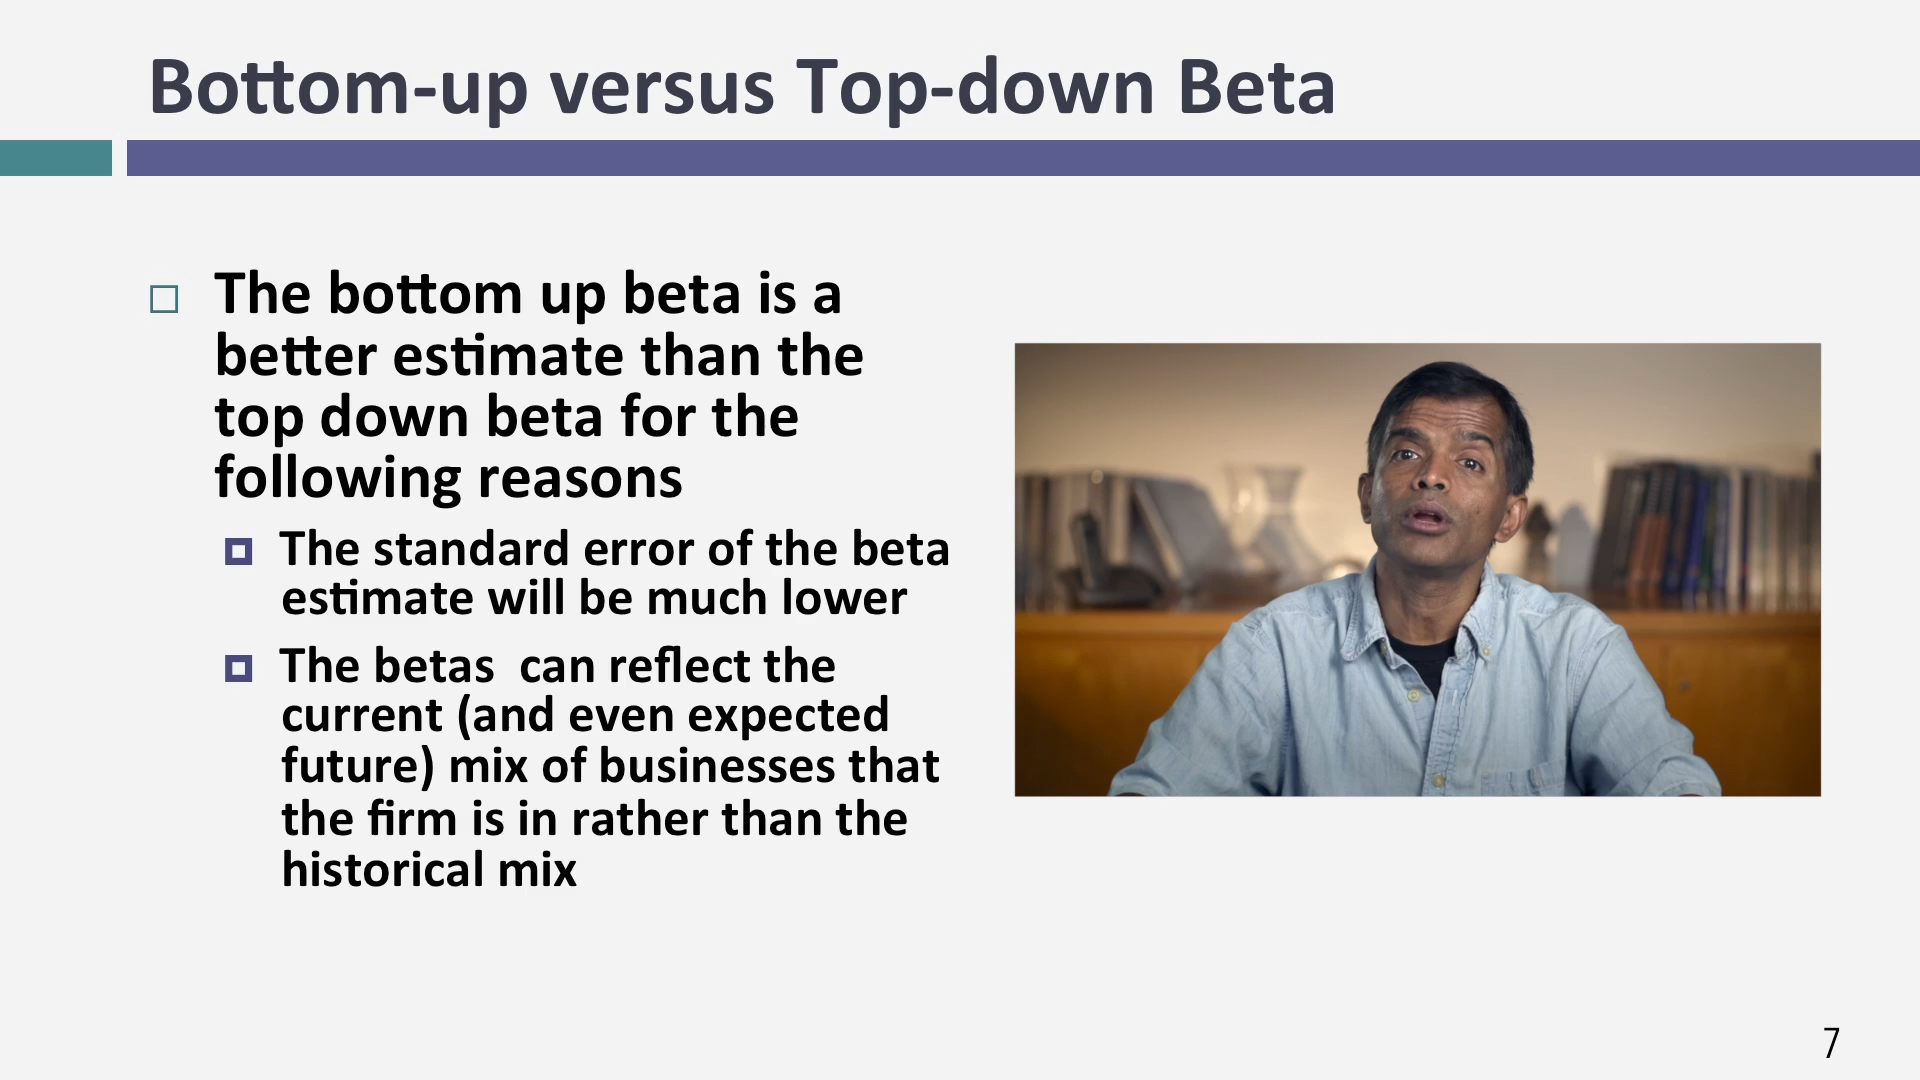 Bottom-up versus Top-down Beta
The bottom up beta is a
better estimate than the
top down beta for the
following reasons
The standard error of the beta
estimate will be much lower
The betas  can reflect the
current (and even expected
future) mix of businesses that
the firm is in rather than the
historical mix
7